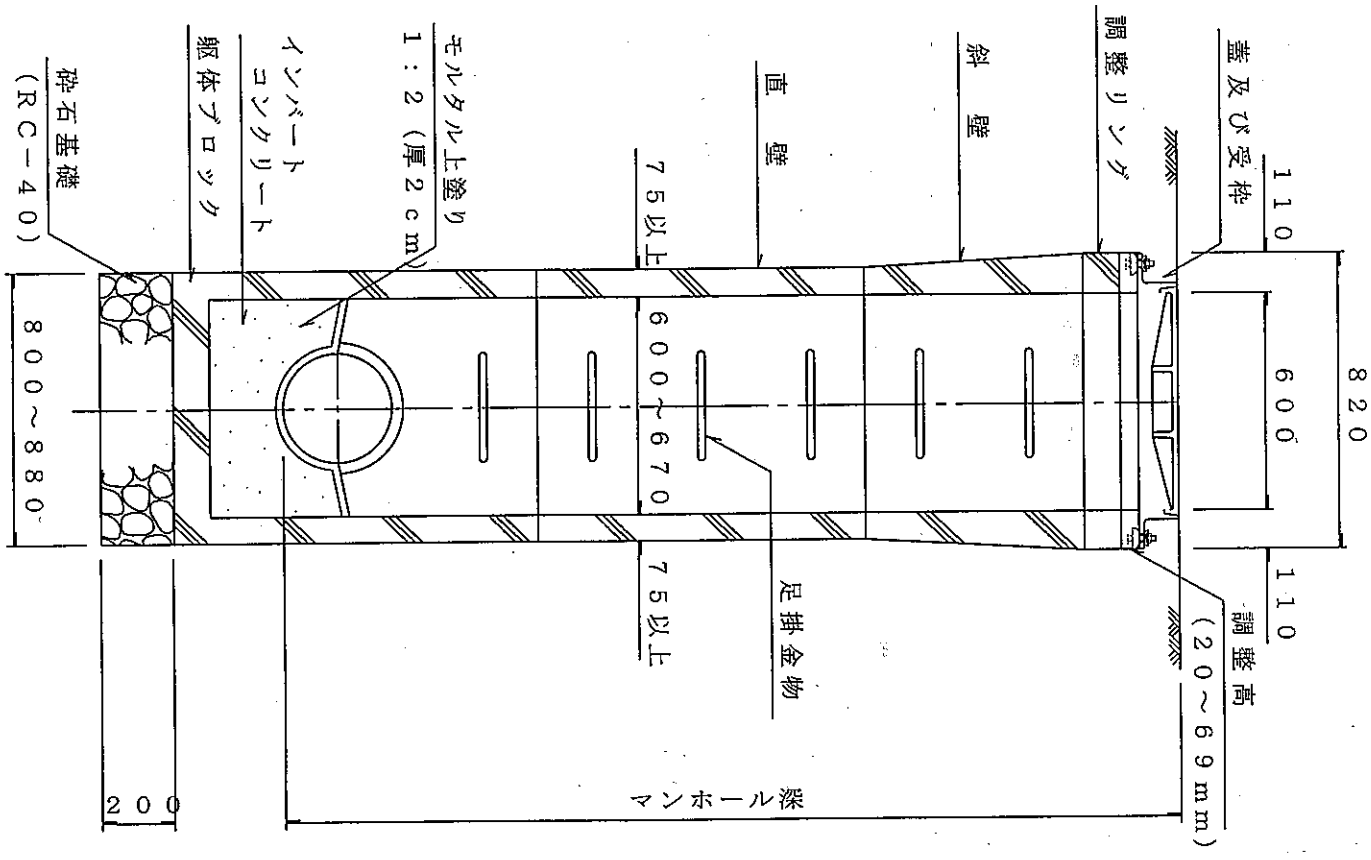 820
110
600
110
蓋及び受枠
調整リング
調整高
(20～69mm)
斜壁
直壁
75以上
600～670
75以上
足掛金物
モルタル上塗り
1:2(厚2cm)
インバート
コンクリート
躯体ブロック
砕石基礎
(RC-40)
マンホール深
200
800～880